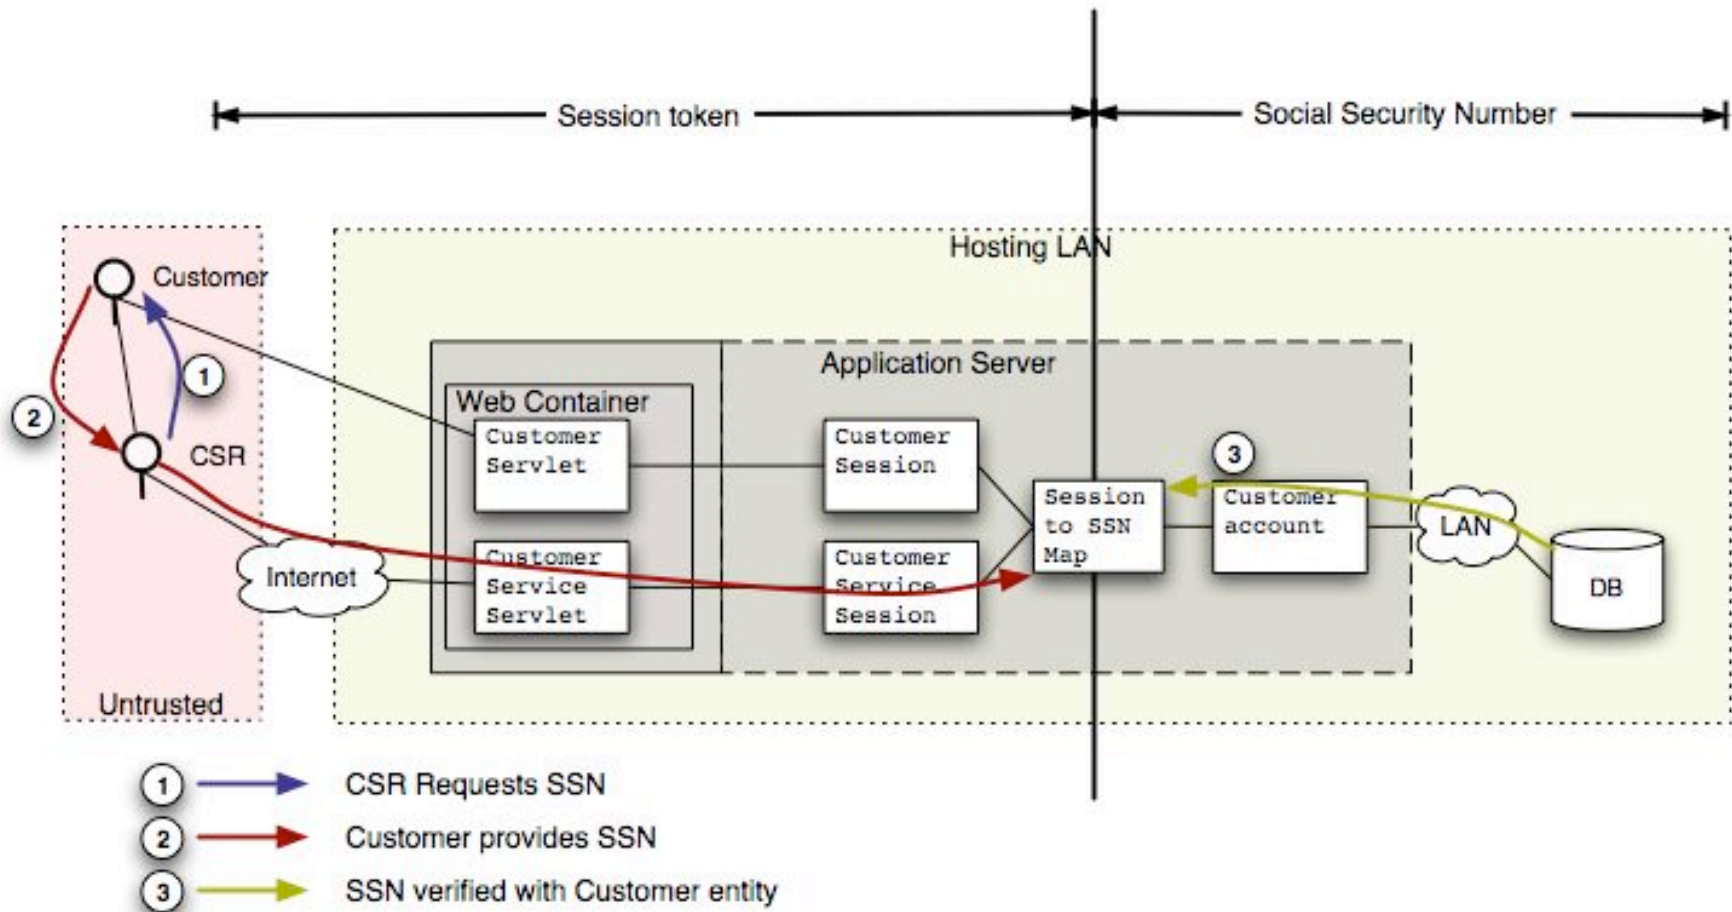 Session token
Social Security Number
Hosting LAN
Customer
1
2
CSR
Untrusted
Internet
Application Server
Web Container
Customer
Servlet
Customer
Service
Servlet
Customer
Session
Customer
Service
Session
Session
to SSN
Map
3
Customer
account
LAN
DB
1 CSR Requests SSN
2 Customer provides SSN
3 SSN verified with Customer entity